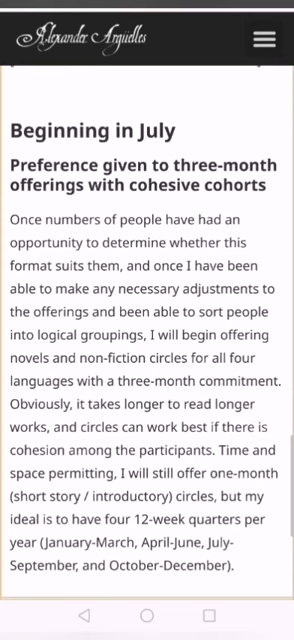 Alexander Argüelles
Beginning in July
Preference given to three-month
offerings with cohesive cohorts
Once numbers of people have had an
opportunity to determine whether this
format suits them, and once I have been
able to make any necessary adjustments to
the offerings and been able to sort people
into logical groupings, I will begin offering
novels and non-fiction circles for all four
languages with a three-month commitment.
Obviously, it takes longer to read longer
works, and circles can work best if there is
cohesion among the participants. Time and
space permitting, I will still offer one-month
(short story / introductory) circles, but my
ideal is to have four 12-week quarters per
year (January-March, April-June, July-
September, and October-December).